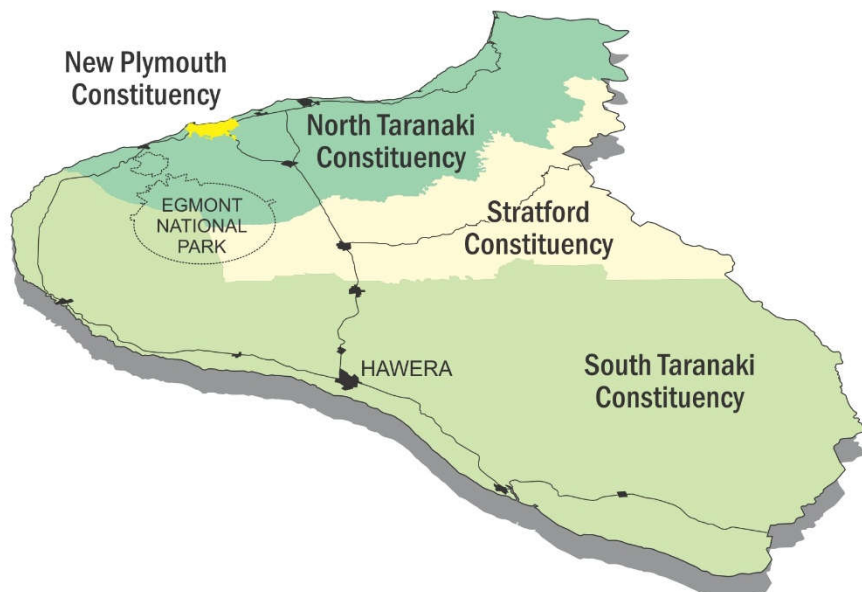 New Plymouth
Constituency
North Taranaki
Constituency
EGMONT
NATIONAL
PARK
Stratford
Constituency
HAWERA
South Taranaki
Constituency